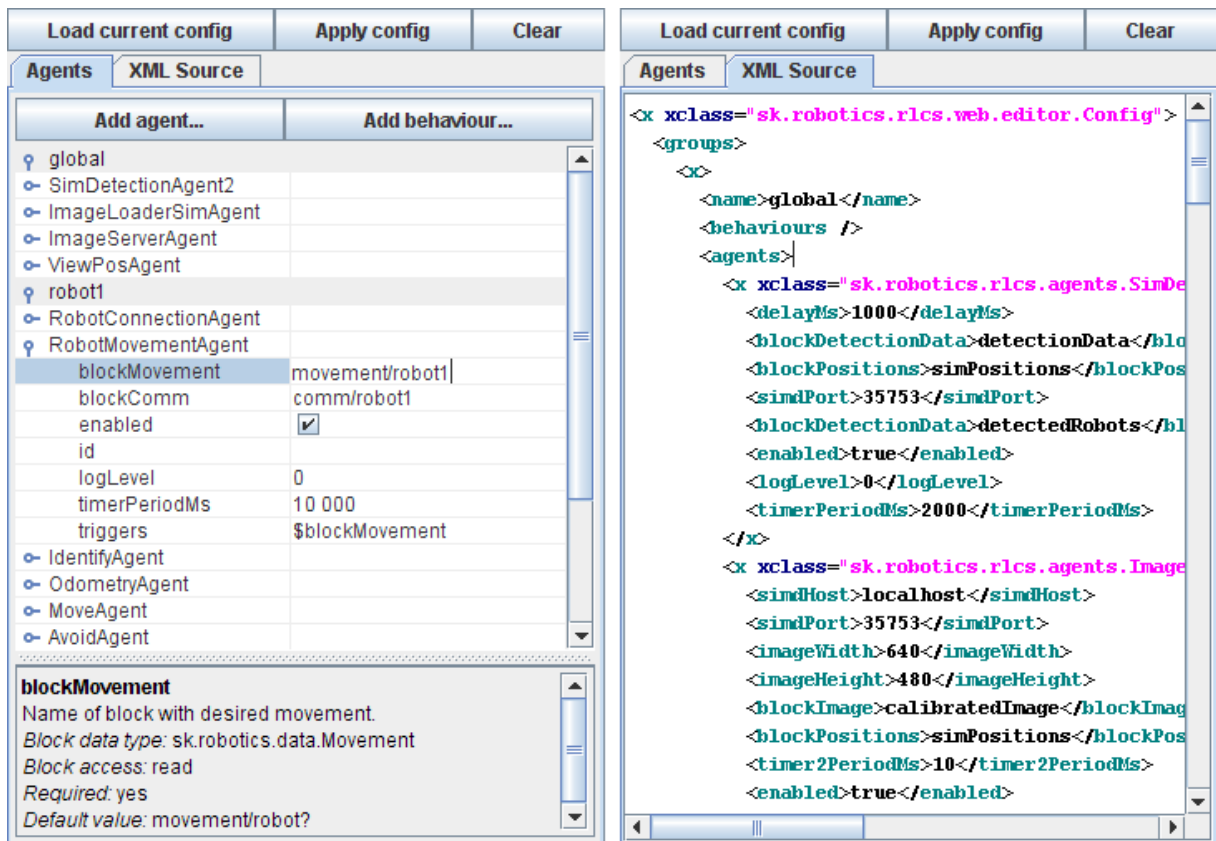 Load current config Apply config Clear
Agents XML Source
Add agent... Add behaviour...
global
SimDetectionAgent2
ImageLoaderSimAgent
ImageServerAgent
ViewPosAgent
robot1
RobotConnectionAgent
RobotMovementAgent
blockMovement movement/robot1
blockComm comm/robot1
enabled
id
logLevel 0
timerPeriodMs 10 000
triggers $blockMovement
IdentifyAgent
OdometryAgent
MoveAgent
AvoidAgent
blockMovement
Name of block with desired movement.
Block data type: sk.robotics.data.Movement
Block access: read
Required: yes
Default value: movement/robot?
Load current config Apply config Clear
Agents XML Source
<x xclass="sk.robotics.rlcs.web.editor.Config">
<groups>
<x>
<name>global</name>
<behaviours />
<agents>
<x xclass="sk.robotics.rlcs.agents.SimDe
<delayMs>1000</delayMs>
<blockDetectionData>detectionData</blo
<blockPositions>simPositions</blockPos
<simdPort>35753</simdPort>
<blockDetectionData>detectedRobots</bl
<enabled>true</enabled>
<logLevel>0</logLevel>
<timerPeriodMs>2000</timerPeriodMs>
</x>
<x xclass="sk.robotics.rlcs.agents.Image
<simdHost>localhost</simdHost>
<simdPort>35753</simdPort>
<imageWidth>640</imageWidth>
<imageHeight>480</imageHeight>
<blockImage>calibratedImage</blockImag
<blockPositions>simPositions</blockPos
<timer2PeriodMs>10</timer2PeriodMs>
<enabled>true</enabled>